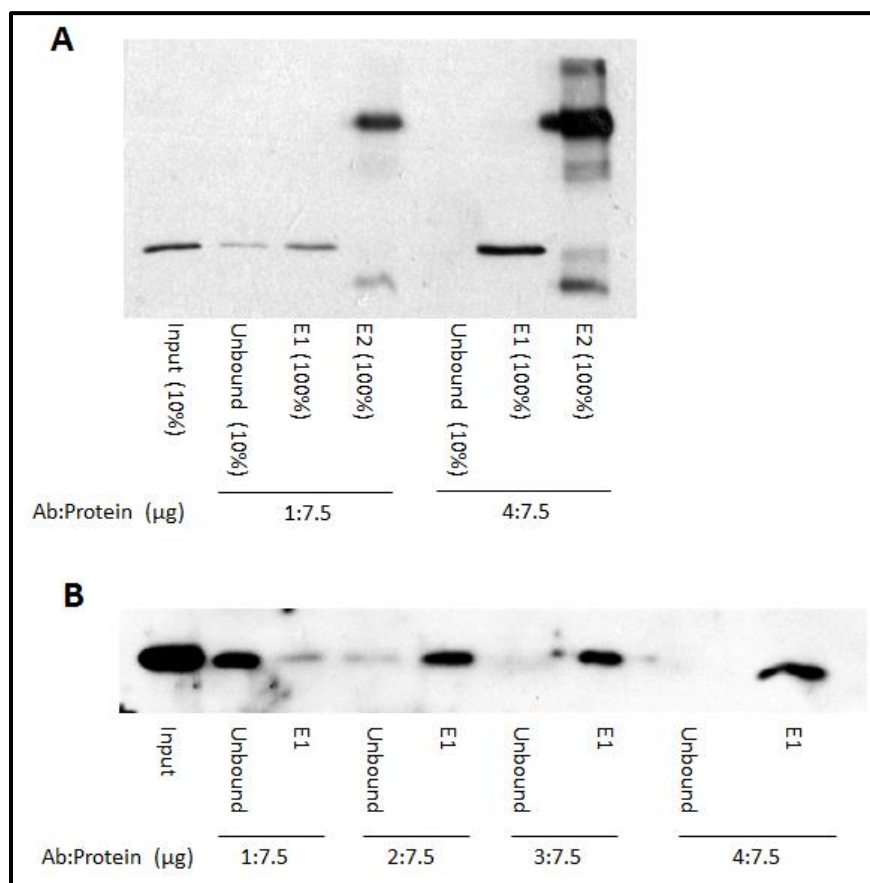 A
Input (10%)
Unbound (10%)
E1 (100%)
E2 (100%)
Unbound (10%)
E1 (100%)
E2 (100%)
Ab:Protein (µg)
1:7.5
4:7.5
B
Input
Unbound
E1
Unbound
E1
Unbound
E1
Unbound
E1
Ab:Protein (µg)
1:7.5
2:7.5
3:7.5
4:7.5